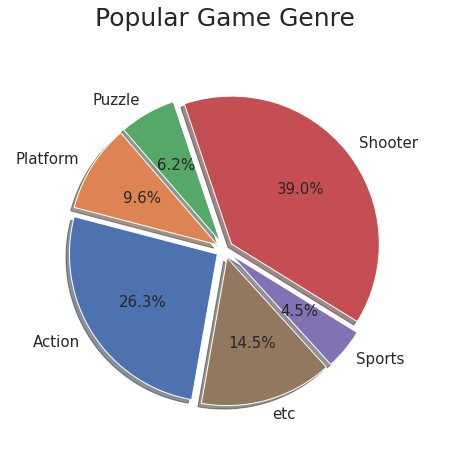 Popular Game Genre
Puzzle
Shooter
Platform
6.2%
39.0%
9.6%
26.3%
4.5%
14.5%
Action
Sports
etc